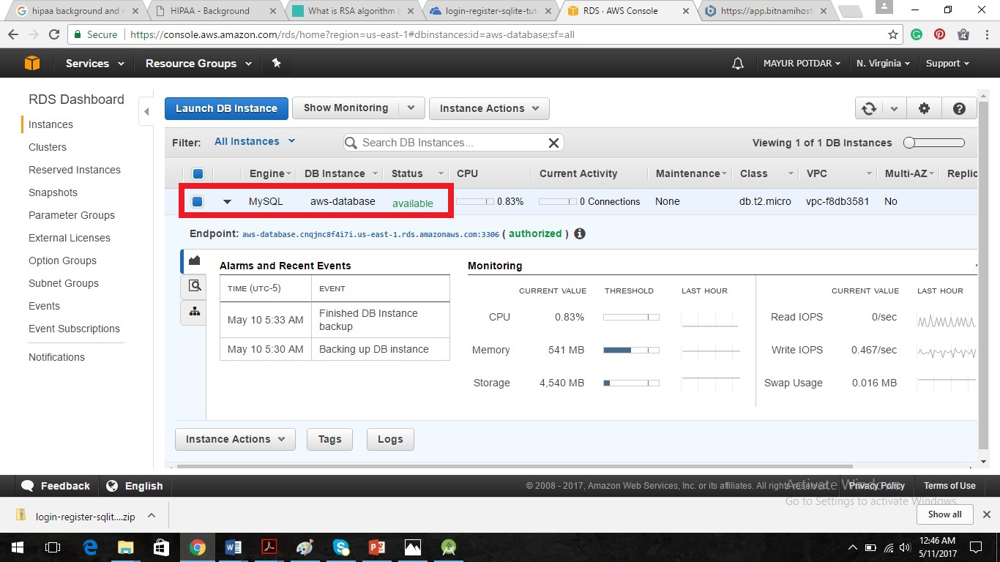 hipaa background and r
HIPAA - Background
What is RSA algorithm
login-register-sqlite-tut
RDS · AWS Console
https://app.bitnamihost
Secure https://console.aws.amazon.com/rds/home?region=us-east-1#dbinstances:id=aws-database;sf=all
Services Resource Groups MAYUR POTDAR N. Virginia Support
RDS Dashboard
Instances
Clusters
Reserved Instances
Snapshots
Parameter Groups
External Licenses
Option Groups
Subnet Groups
Events
Event Subscriptions
Notifications
Launch DB Instance Show Monitoring Instance Actions
Filter: All Instances Search DB Instances... Viewing 1 of 1 DB Instances
Engine DB Instance Status CPU Current Activity Maintenance Class VPC Multi-AZ Replic
MySQL aws-database available 0.83% 0 Connections None db.t2.micro vpc-f8db3581 No
Endpoint: aws-database.cnqjnc8f4i7i.us-east-1.rds.amazonaws.com:3306 ( authorized )
Alarms and Recent Events
TIME (UTC-5) EVENT
May 10 5:33 AM Finished DB Instance
backup
May 10 5:30 AM Backing up DB instance
Monitoring
CURRENT VALUE THRESHOLD LAST HOUR CURRENT VALUE LAST HOUR
CPU 0.83% Read IOPS 0/sec
Memory 541 MB Write IOPS 0.467/sec
Storage 4,540 MB Swap Usage 0.016 MB
Instance Actions Tags Logs
Feedback English © 2008 - 2017, Amazon Web Services, Inc. or its affiliates. All rights reserved. Privacy Policy Terms of Use
Activate Windows
Go to Settings to activate Windows.
login-register-sqlit....zip Show all
12:46 AM
5/11/2017